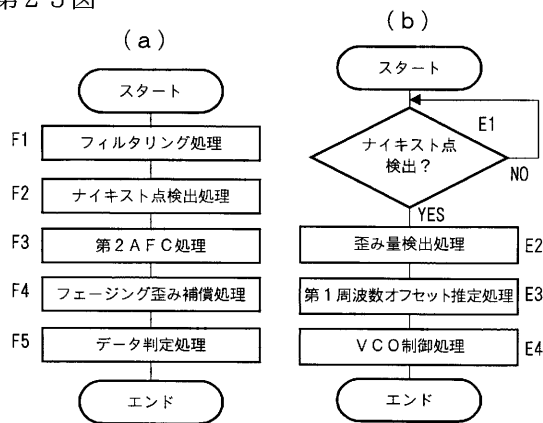 第23図
(a)
スタート
F1 フィルタリング処理
F2 ナイキスト点検出処理
F3 第2AFC処理
F4 フェージング歪み補償処理
F5 データ判定処理
エンド
(b)
スタート
E1
ナイキスト点
検出?
NO
YES
歪み量検出処理 E2
第1周波数オフセット推定処理 E3
VCO制御処理 E4
エンド